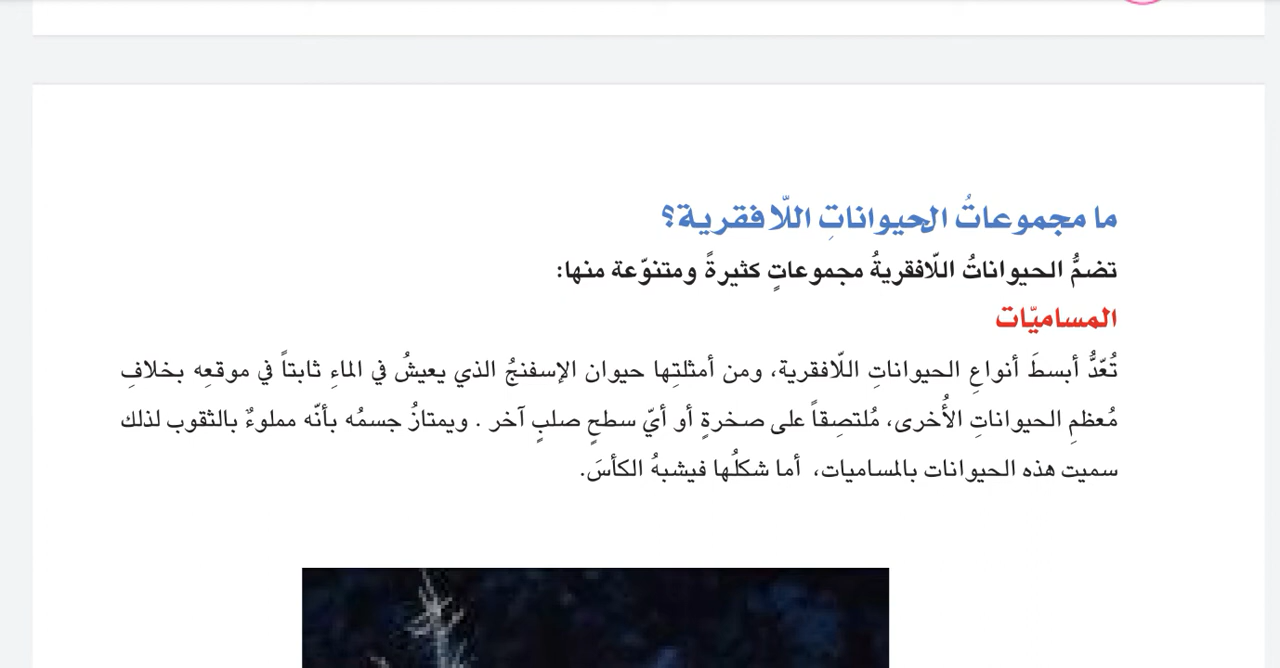 ما مجموعاتُ الحيواناتِ اللّافقرية؟
تضمُّ الحيواناتُ اللّافقريةُ مجموعاتٍ كثيرةً ومتنوّعة منها:
المساميّات
تُعّدُّ أبسطَ أنواعِ الحيواناتِ اللّافقرية، ومن أمثلتِها حيوان الإسفنجُ الذي يعيشُ في الماءِ ثابتاً في موقعِه بخلافِ
مُعظمِ الحيواناتِ الأُخرى، مُلتصِقاً على صخرةٍ أو أيّ سطحٍ صلبٍ آخر . ويمتازُ جسمُه بأنّه مملوءٌ بالثقوب لذلك
سميت هذه الحيوانات بالمساميات، أما شكلُها فيشبهُ الكأسَ.